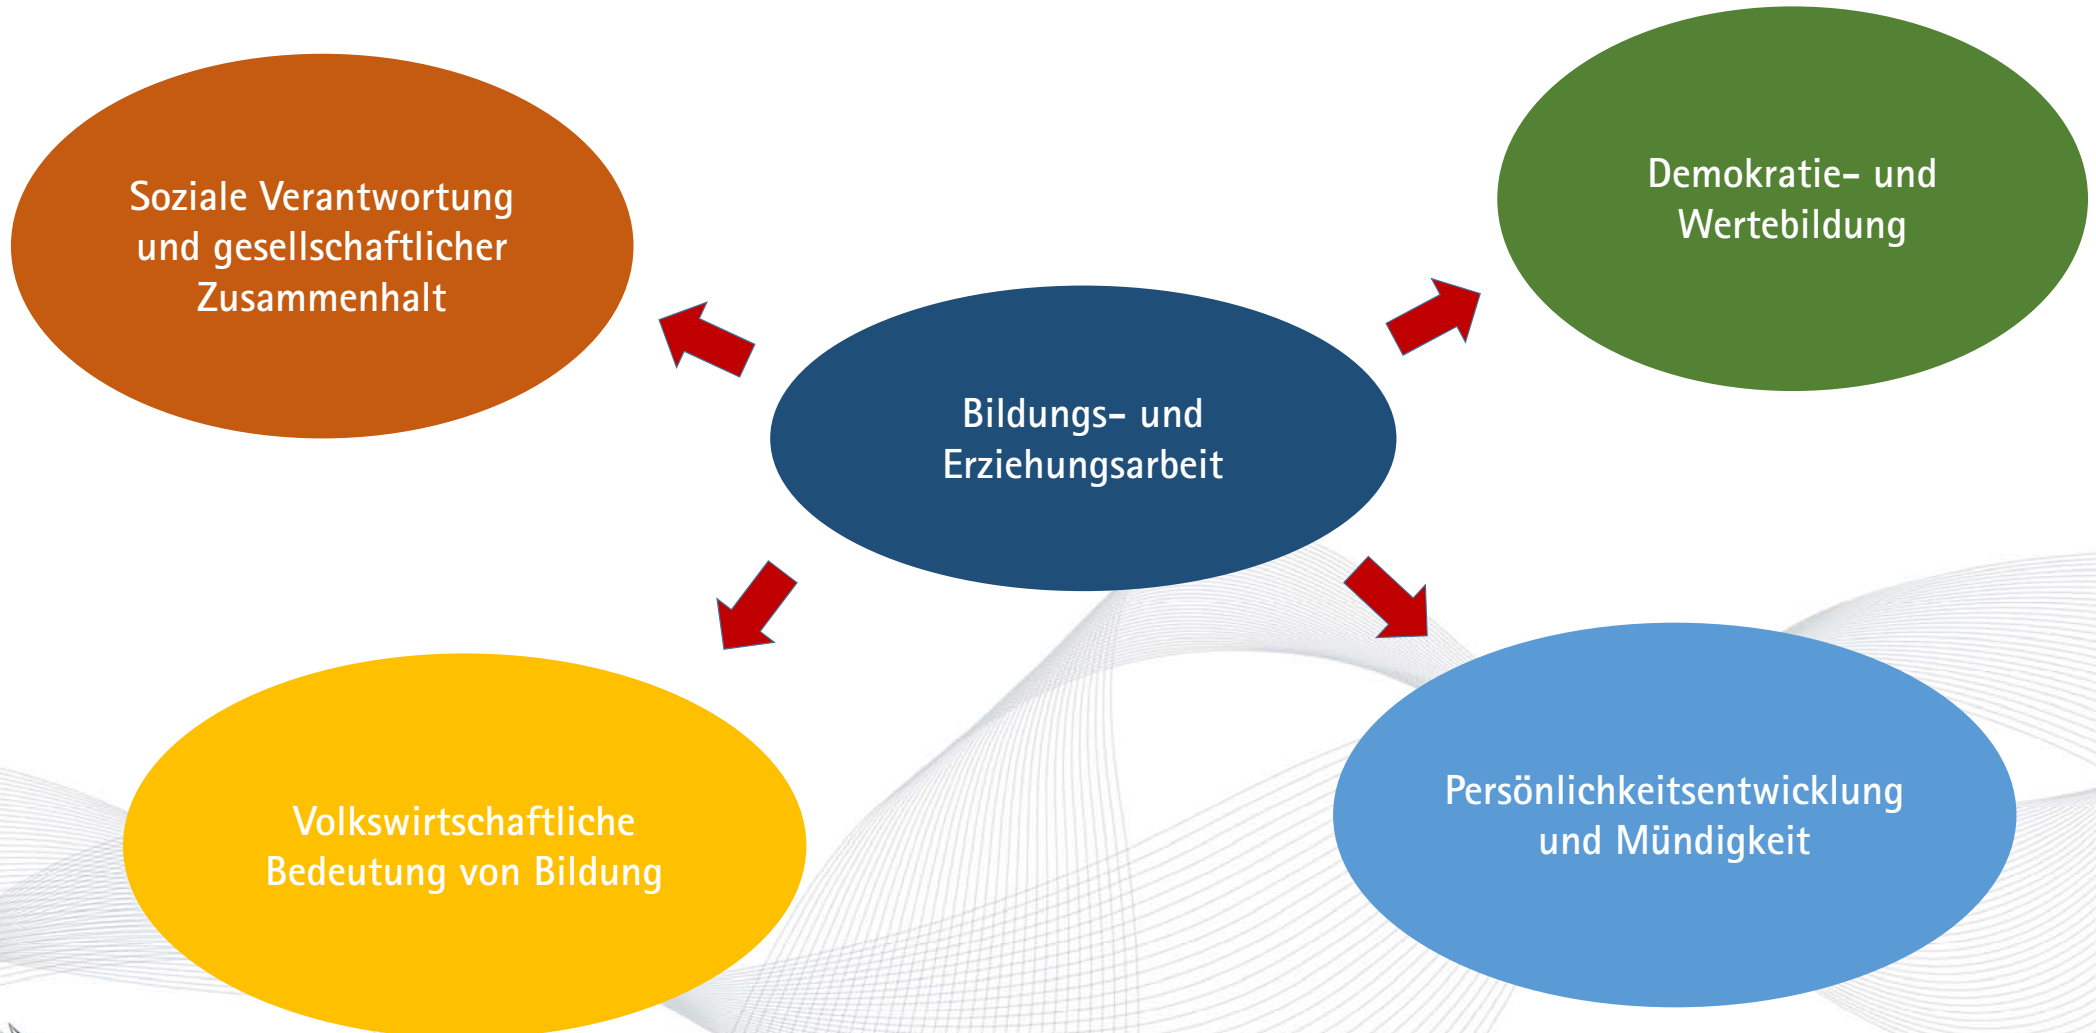 Soziale Verantwortung
und gesellschaftlicher
Zusammenhalt
Demokratie- und
Wertebildung
Bildungs- und
Erziehungsarbeit
Volkswirtschaftliche
Bedeutung von Bildung
Persönlichkeitsentwicklung
und Mündigkeit